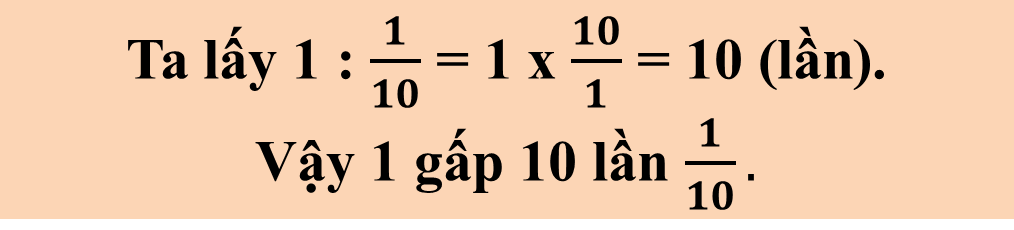 Ta lấy 1 : 1/10 = 1 x 10/1 = 10 (lần).
Vậy 1 gấp 10 lần 1/10 .